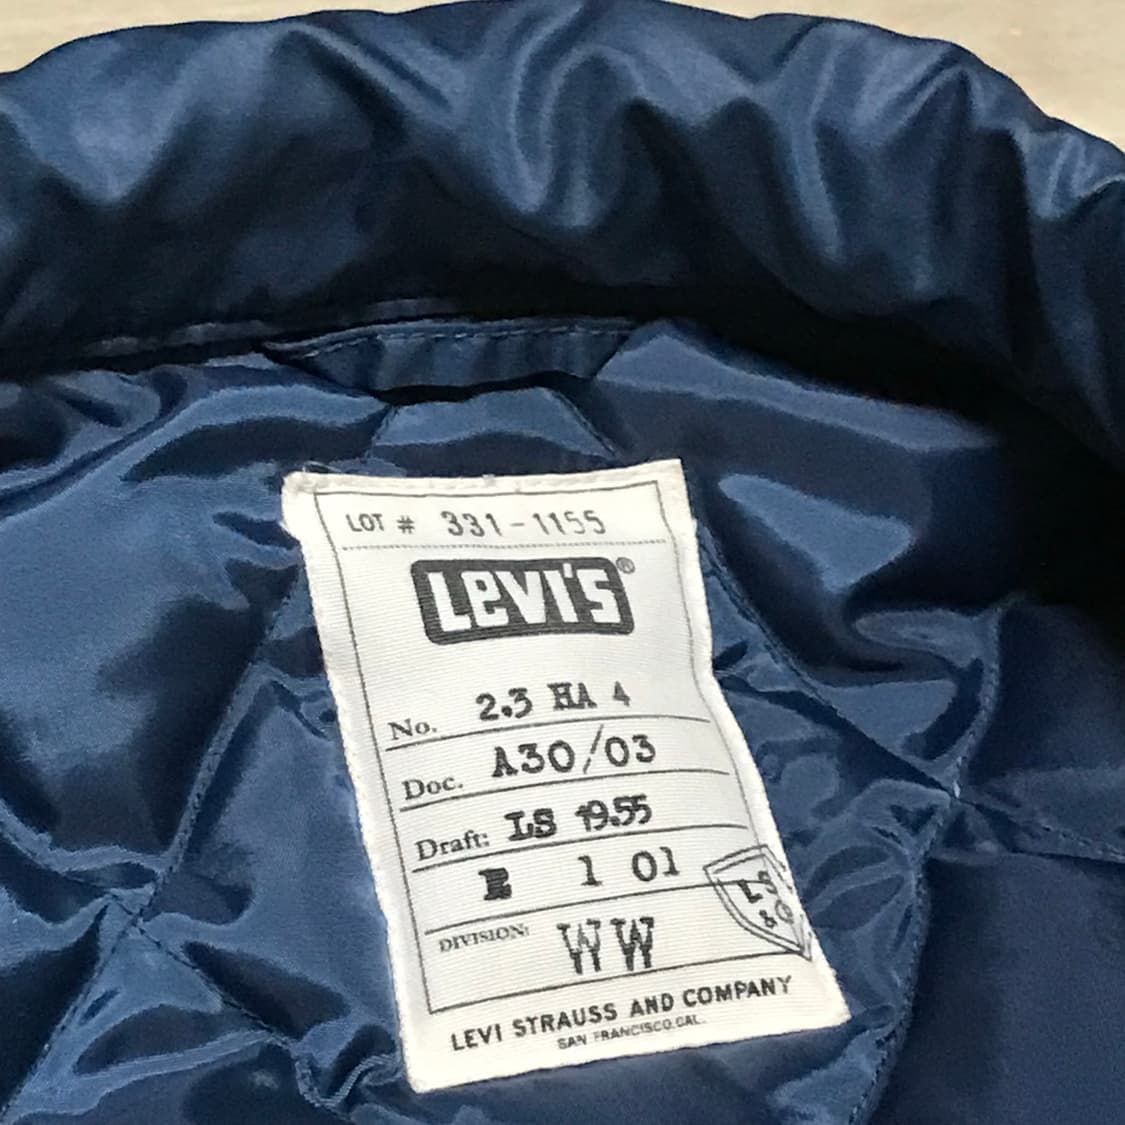 LOT # 331-1155
LEVI'S®
No. 2.3 HA 4
Doc. A30/03
Draft: LS 19.55
E 1 01
LS
&C
DIVISION: WW
LEVI STRAUSS AND COMPANY
SAN FRANCISCO, CAL.